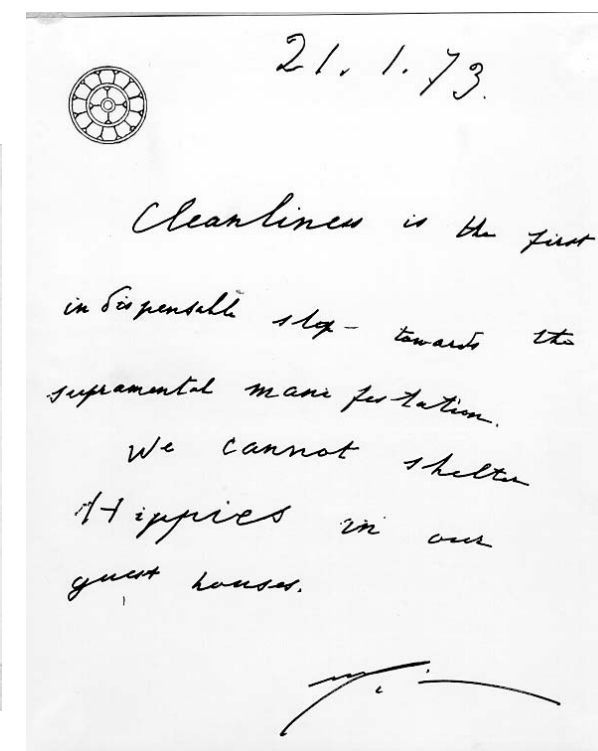 21. 1. 73.
Cleanliness is the first
indispensable step towards the
supramental manifestation.
We cannot shelter
Hippies in our
guest houses.